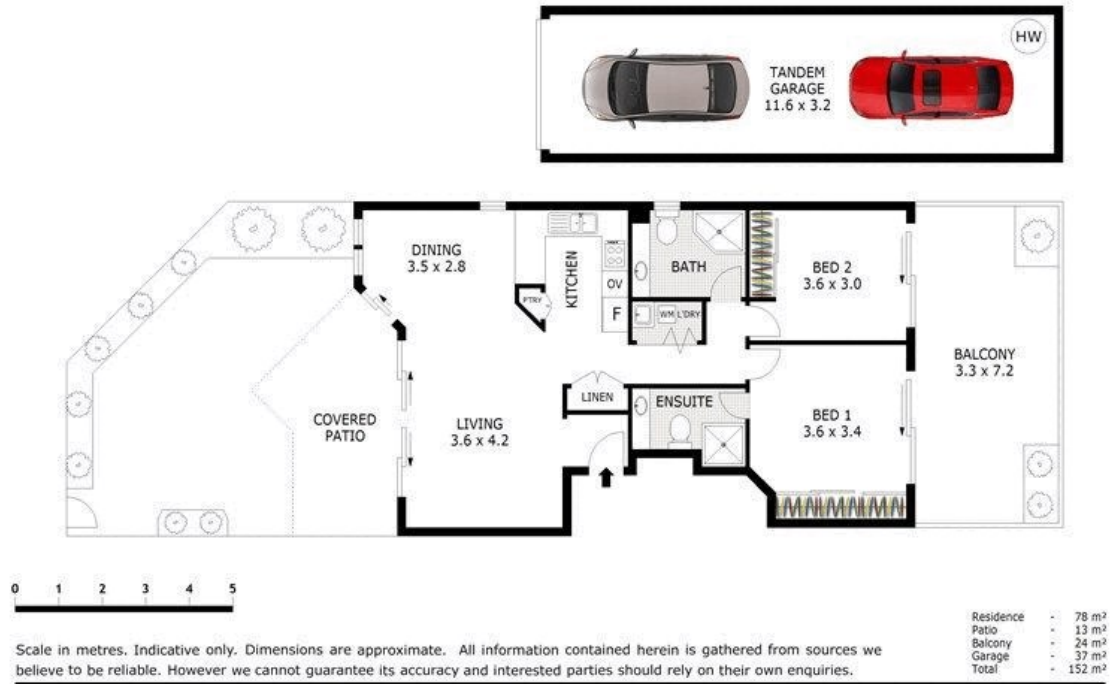 HW
TANDEM
GARAGE
11.6 x 3.2
DINING
3.5 x 2.8
KITCHEN
PTRY
OV
F
BATH
WM L'DRY
BED 2
3.6 x 3.0
BALCONY
3.3 x 7.2
COVERED
PATIO
LIVING
3.6 x 4.2
LINEN
ENSUITE
BED 1
3.6 x 3.4
0 1 2 3 4 5
Scale in metres. Indicative only. Dimensions are approximate. All information contained herein is gathered from sources we
believe to be reliable. However we cannot guarantee its accuracy and interested parties should rely on their own enquiries.
Residence - 78 m²
Patio - 13 m²
Balcony - 24 m²
Garage - 37 m²
Total - 152 m²